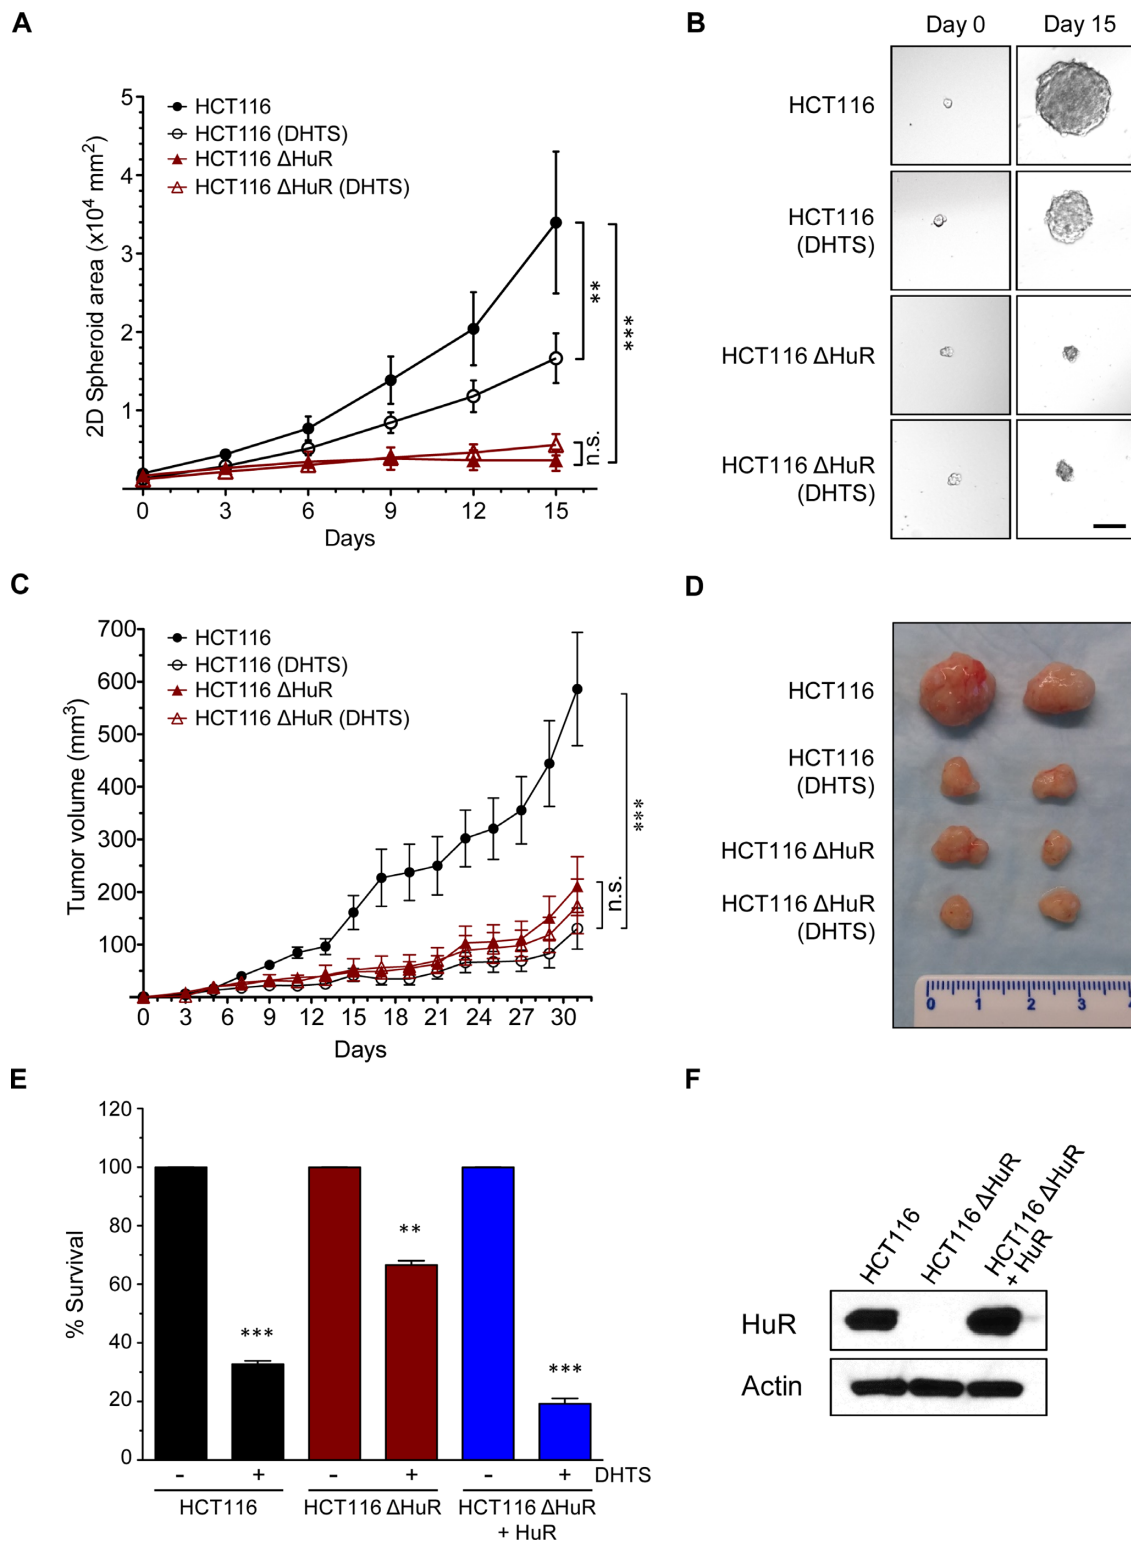 A
5
4
3
2
1
2D Spheroid area (x10⁴ mm²)
HCT116
HCT116 (DHTS)
HCT116 ΔHuR
HCT116 ΔHuR (DHTS)
**
***
n.s.
0 3 6 9 12 15
Days
B
Day 0 Day 15
HCT116
HCT116
(DHTS)
HCT116 ΔHuR
HCT116 ΔHuR
(DHTS)
C
700
600
500
400
300
200
100
Tumor volume (mm³)
HCT116
HCT116 (DHTS)
HCT116 ΔHuR
HCT116 ΔHuR (DHTS)
***
n.s.
0 3 6 9 12 15 18 21 24 27 30
Days
D
HCT116
HCT116
(DHTS)
HCT116 ΔHuR
HCT116 ΔHuR
(DHTS)
0 1 2 3 4
E
120
100
80
60
40
20
0
% Survival
***
**
***
- + - + - + DHTS
HCT116 HCT116 ΔHuR HCT116 ΔHuR
+ HuR
F
HCT116
HCT116 ΔHuR
HCT116 ΔHuR
+ HuR
HuR
Actin